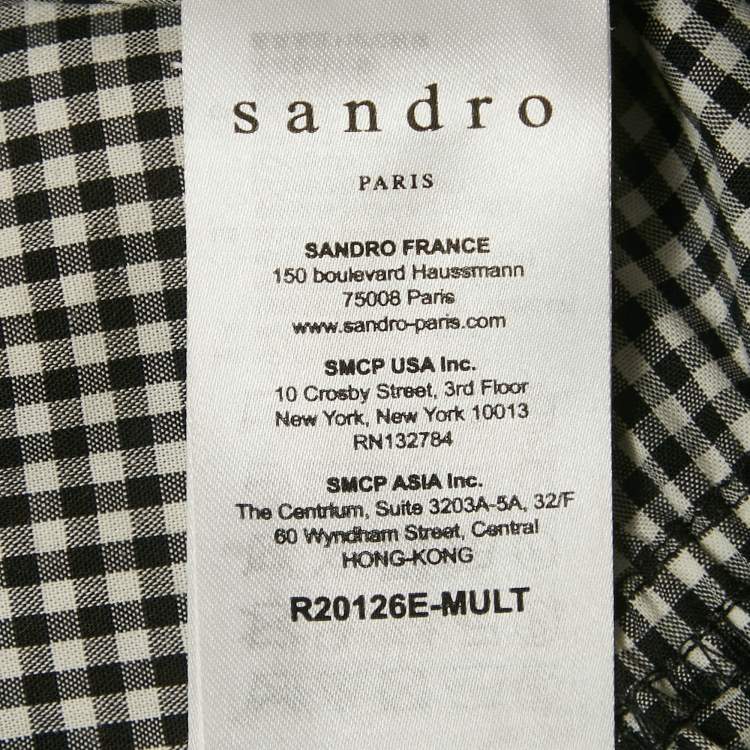 sandro
PARIS
SANDRO FRANCE
150 boulevard Haussmann
75008 Paris
www.sandro-paris.com
SMCP USA Inc.
10 Crosby Street, 3rd Floor
New York, New York 10013
RN132784
SMCP ASIA Inc.
The Centrium, Suite 3203A-5A, 32/F
60 Wyndham Street, Central
HONG-KONG
R20126E-MULT